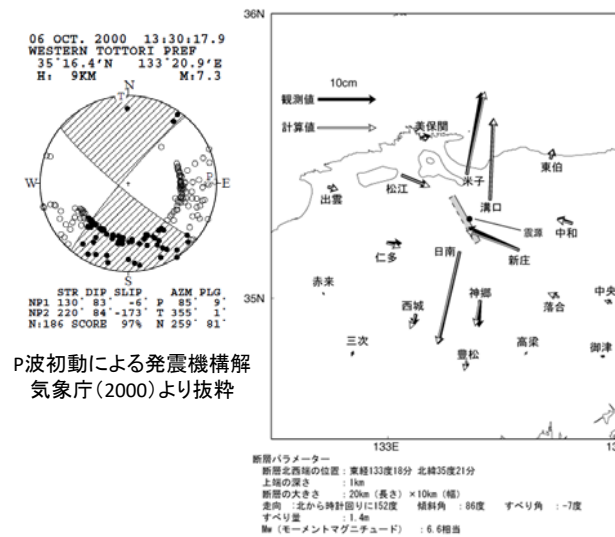 06 OCT. 2000 13:30:17.9
WESTERN TOTTORI PREF
35°16.4'N 133°20.9'E
H: 9KM M:7.3
N
T
W
P
E
S
STR DIP SLIP AZM PLG
NP1 130° 83° -6° P 85° 9°
NP2 220° 84°-173° T 355° 1°
N:186 SCORE 97% N 259° 81°
P波初動による発震機構解
気象庁(2000)より抜粋
36N
10cm
観測値
計算値
美保関
東伯
米子
松江
出雲
溝口
震源
中和
日南
新庄
仁多
赤来
35N
西城
神郷
落合
中央
三次
豊松
高梁
御津
133E
13
断層パラメーター
断層北西端の位置 : 東経133度18分 北緯35度21分
上端の深さ : 1km
断層の大きさ : 20km(長さ)×10km(幅)
走向 :北から時計回りに152度 傾斜角 : 86度 すべり角 : -7度
すべり量 : 1.4m
Mw(モーメントマグニチュード) : 6.6相当